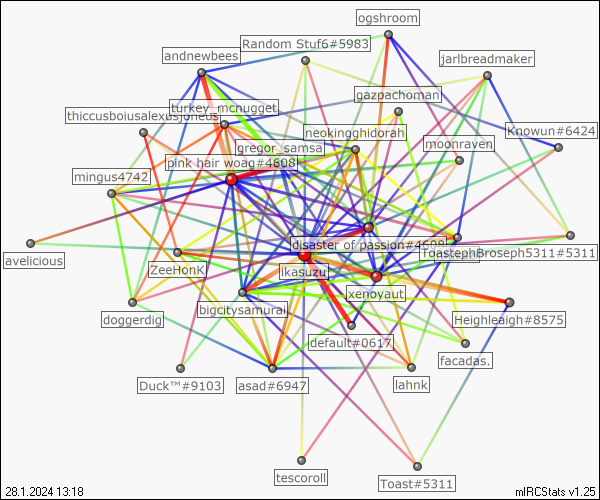 ogshroom
Random Stuf6#5983
andnewbees
jarlbreadmaker
gazpachoman
turkey_mcnugget
thiccusboiusalexusjoneus
neokingghidorah
Knowun#6424
moonraven
gregor_samsa
pink hair woag#4608
mingus4742
disaster of passion#4608
ToastephBroseph5311#5311
avelicious
ZeeHonk
ikasuzu
xenoyaut
bigcitysamurai
doggerdig
Heighleaigh#8575
default#0617
facadas.
Duck™#9103
asad#6947
lahnk
tescoroll
Toast#5311
28.1.2024 13:18
mIRCStats v1.25